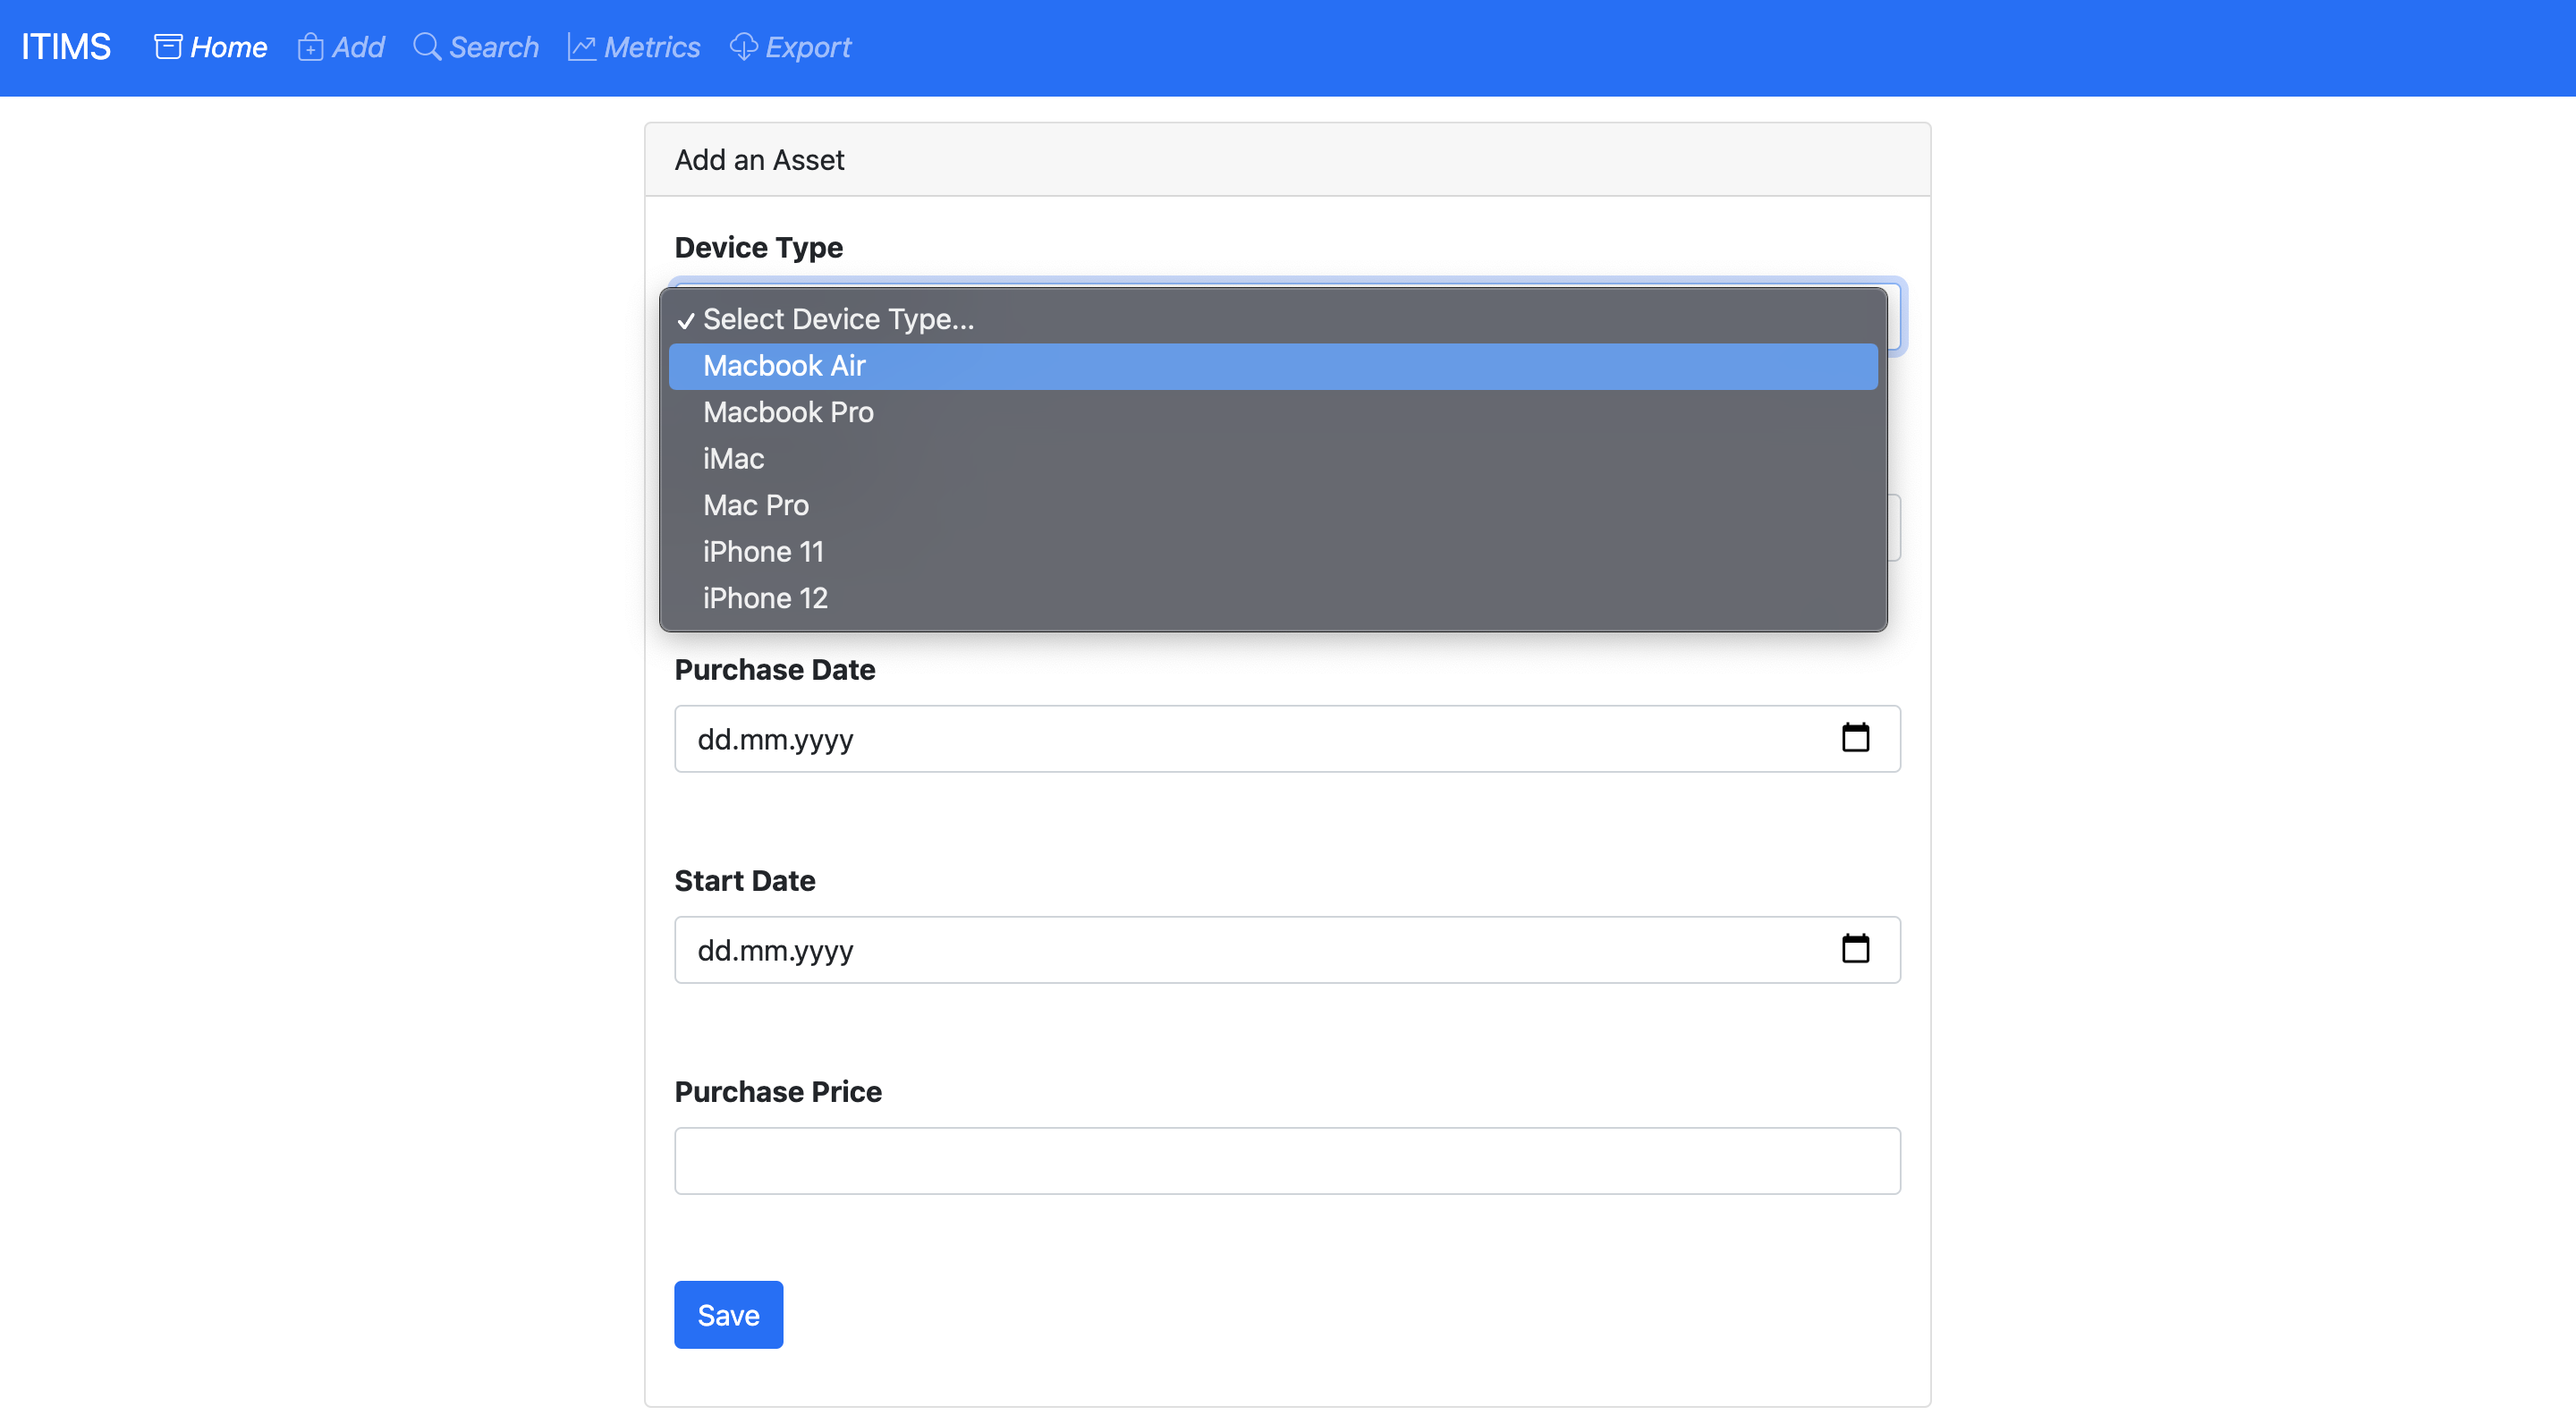 ITIMS Home Add Search Metrics Export
Add an Asset
Device Type
Select Device Type...
Macbook Air
Macbook Pro
iMac
Mac Pro
iPhone 11
iPhone 12
Purchase Date
dd.mm.yyyy
Start Date
dd.mm.yyyy
Purchase Price
Save